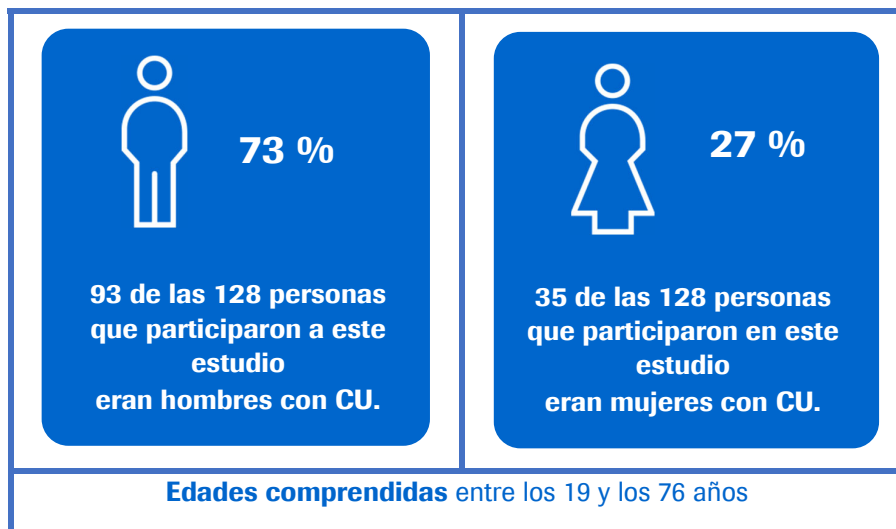 73 %
93 de las 128 personas
que participaron a este
estudio
eran hombres con CU.
27 %
35 de las 128 personas
que participaron en este
estudio
eran mujeres con CU.
Edades comprendidas entre los 19 y los 76 años